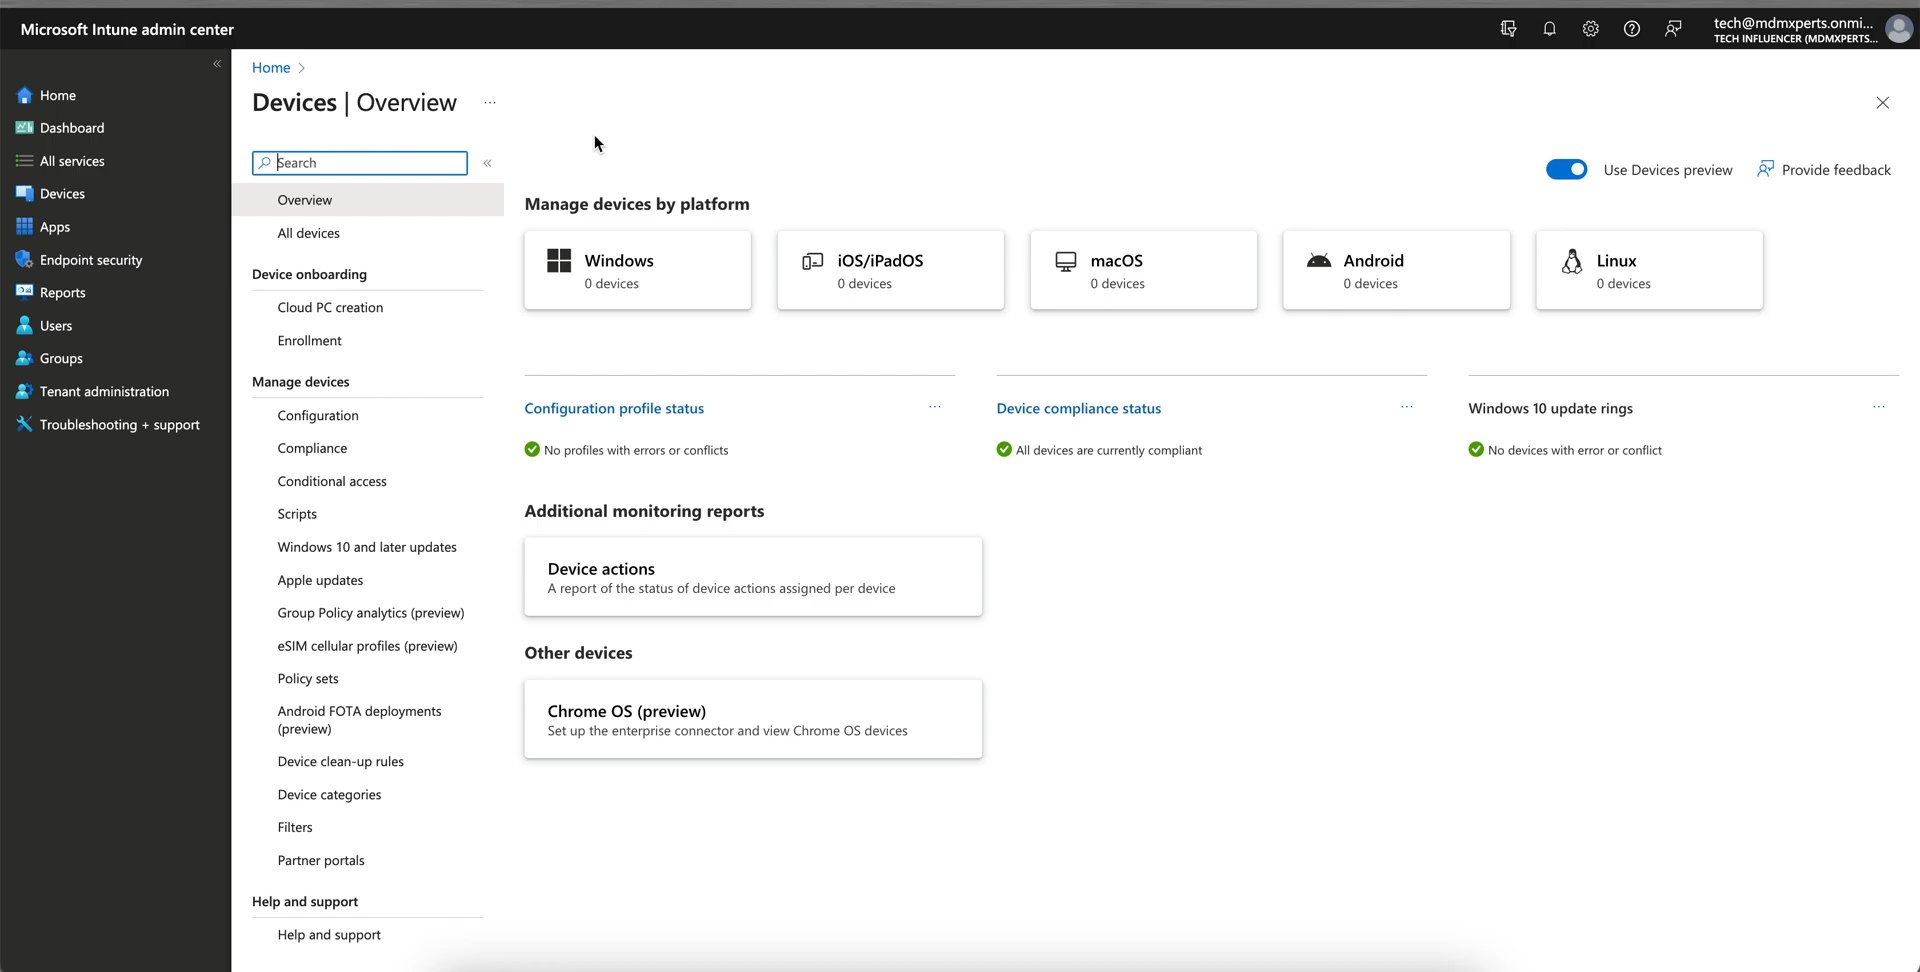 Microsoft Intune admin center
tech@mdmxperts.onmi...
TECH INFLUENCER (MDMXPERTS...
Home
Dashboard
All services
Devices
Apps
Endpoint security
Reports
Users
Groups
Tenant administration
Troubleshooting + support
Home
Devices | Overview
Search
Overview
All devices
Device onboarding
Cloud PC creation
Enrollment
Manage devices
Configuration
Compliance
Conditional access
Scripts
Windows 10 and later updates
Apple updates
Group Policy analytics (preview)
eSIM cellular profiles (preview)
Policy sets
Android FOTA deployments
(preview)
Device clean-up rules
Device categories
Filters
Partner portals
Help and support
Help and support
Use Devices preview
Provide feedback
Manage devices by platform
Windows
0 devices
iOS/iPadOS
0 devices
macOS
0 devices
Android
0 devices
Linux
0 devices
Configuration profile status
No profiles with errors or conflicts
Device compliance status
All devices are currently compliant
Windows 10 update rings
No devices with error or conflict
Additional monitoring reports
Device actions
A report of the status of device actions assigned per device
Other devices
Chrome OS (preview)
Set up the enterprise connector and view Chrome OS devices